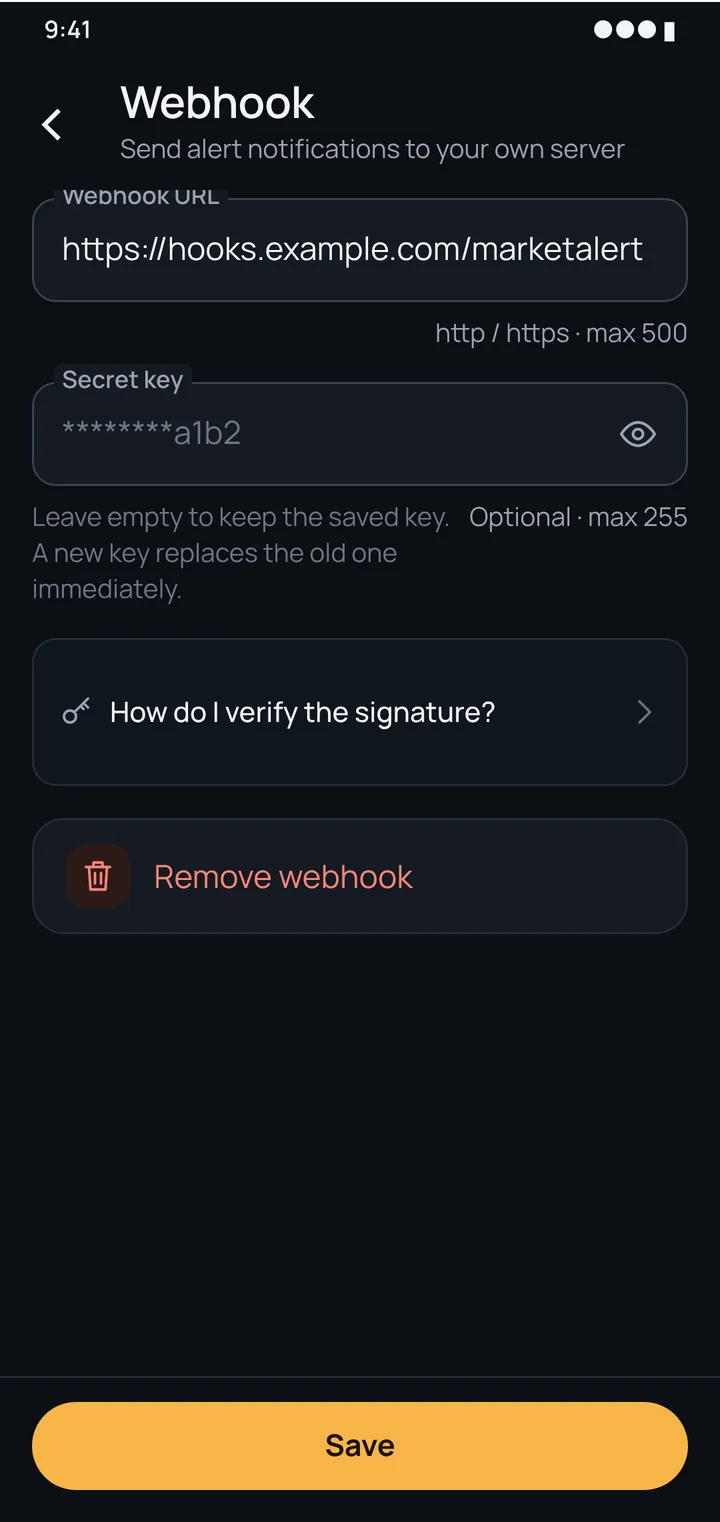 9:41
Webhook
Send alert notifications to your own server
Webhook URL
https://hooks.example.com/marketalert
http / https · max 500
Secret key
********a1b2
Leave empty to keep the saved key. Optional · max 255
A new key replaces the old one
immediately.
How do I verify the signature?
Remove webhook
Save